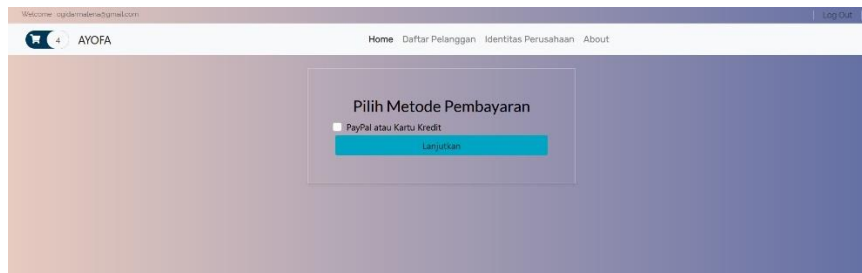 Welcome : ogidarmalena@gmail.com
Log Out
4 AYOFA
Home Daftar Pelanggan Identitas Perusahaan About
Pilih Metode Pembayaran
PayPal atau Kartu Kredit
Lanjutkan